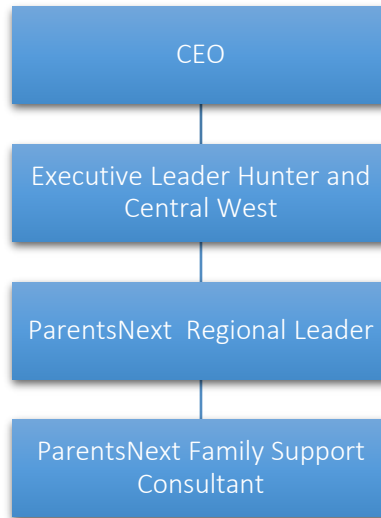 CEO
Executive Leader Hunter and
Central West
ParentsNext  Regional Leader
ParentsNext Family Support
Consultant